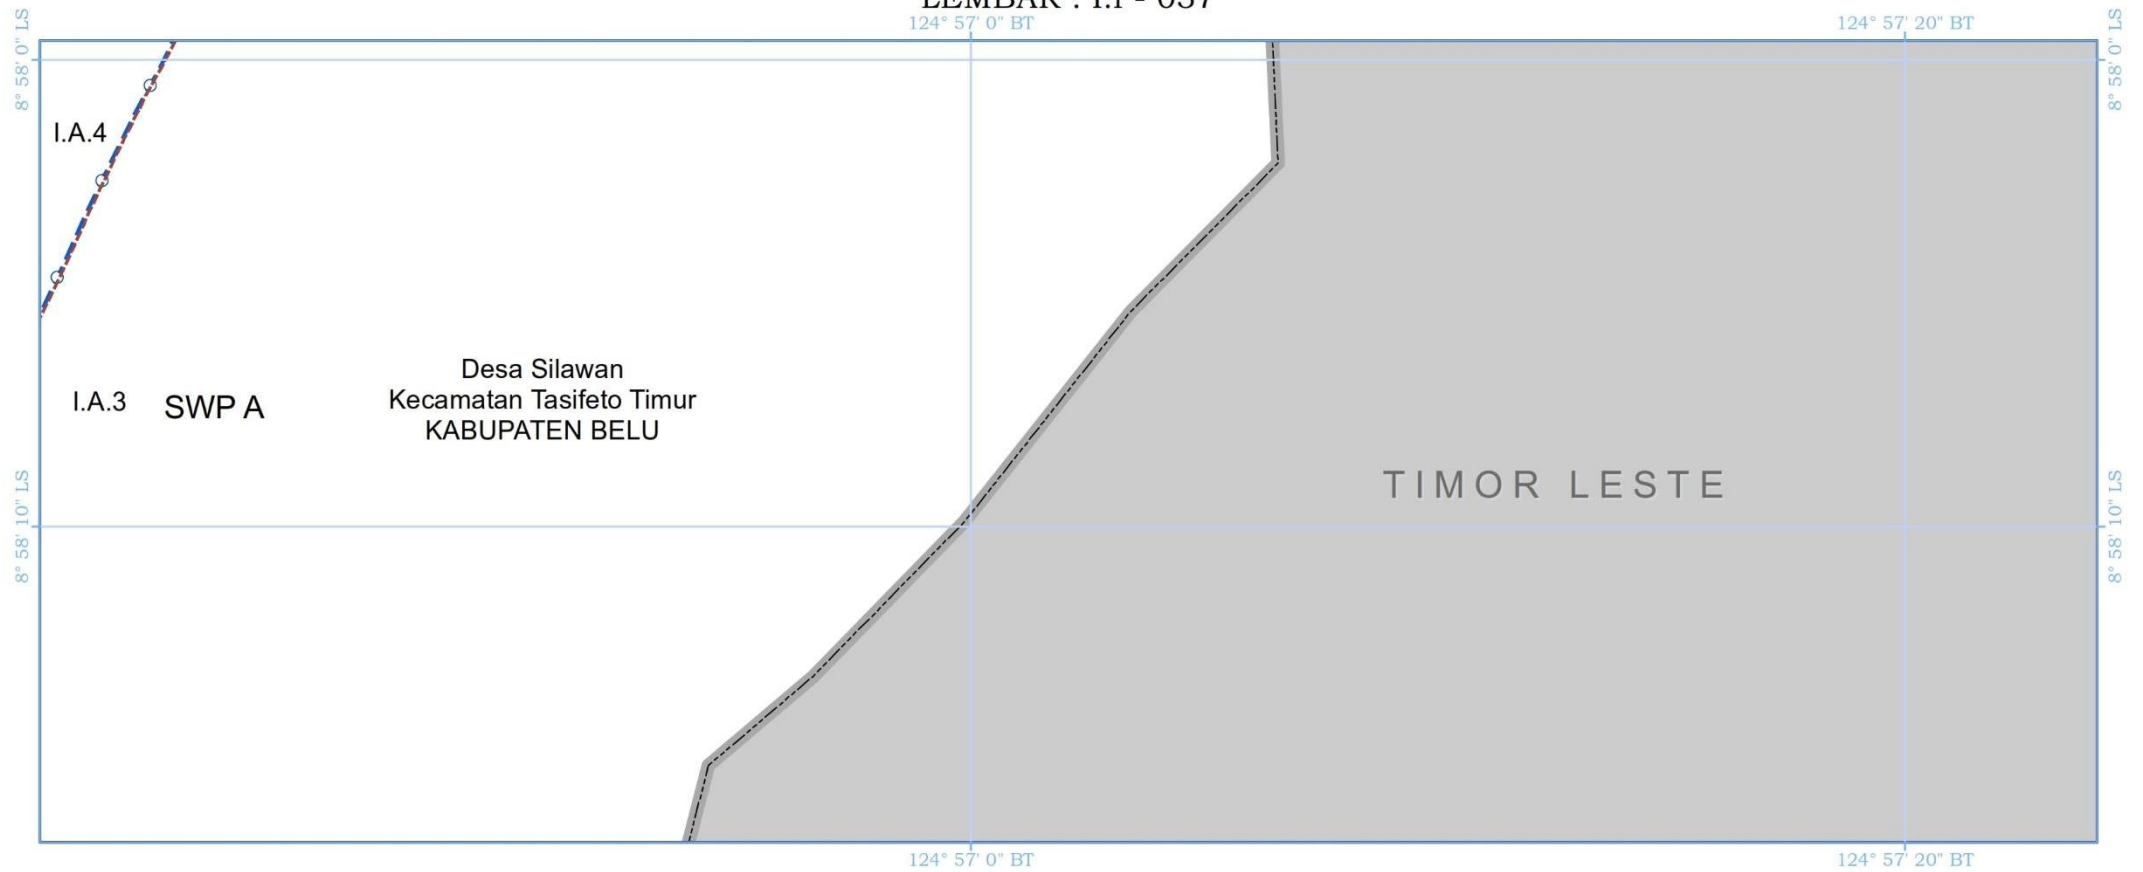 124° 57' 0" BT
124° 57' 20" BT
8° 58' 0" LS
8° 58' 0" LS
I.A.4
Desa Silawan
Kecamatan Tasifeto Timur
KABUPATEN BELU
I.A.3
SWP A
TIMOR LESTE
8° 58' 10" LS
8° 58' 10" LS
124° 57' 0" BT
124° 57' 20" BT